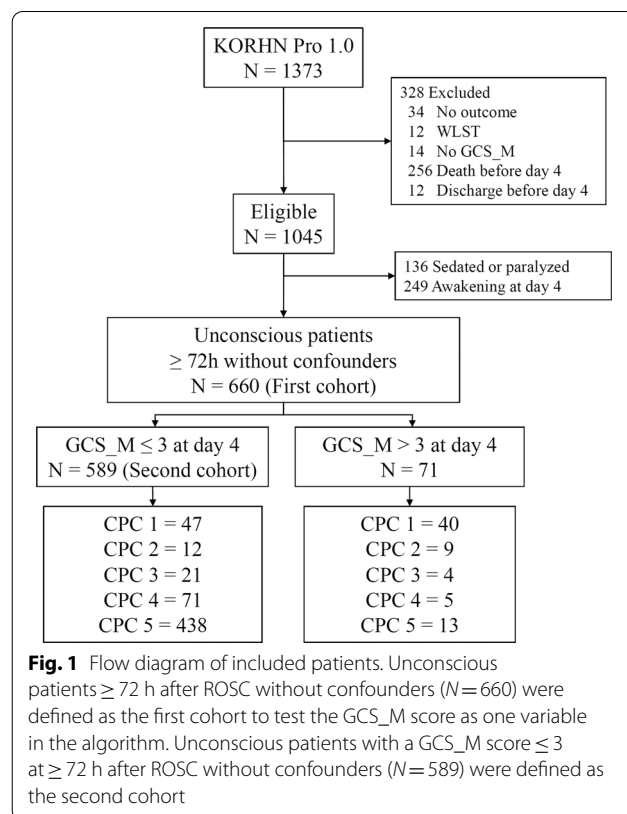 KORHN Pro 1.0
N = 1373
328 Excluded
34 No outcome
12 WLST
14 No GCS_M
256 Death before day 4
12 Discharge before day 4
Eligible
N = 1045
136 Sedated or paralyzed
249 Awakening at day 4
Unconscious patients
≥ 72h without confounders
N = 660 (First cohort)
GCS_M ≤ 3 at day 4
N = 589 (Second cohort)
GCS_M > 3 at day 4
N = 71
CPC 1 = 47
CPC 2 = 12
CPC 3 = 21
CPC 4 = 71
CPC 5 = 438
CPC 1 = 40
CPC 2 = 9
CPC 3 = 4
CPC 4 = 5
CPC 5 = 13
Fig. 1 Flow diagram of included patients. Unconscious
patients ≥ 72 h after ROSC without confounders (N = 660) were
defined as the first cohort to test the GCS_M score as one variable
in the algorithm. Unconscious patients with a GCS_M score ≤ 3
at ≥ 72 h after ROSC without confounders (N = 589) were defined as
the second cohort